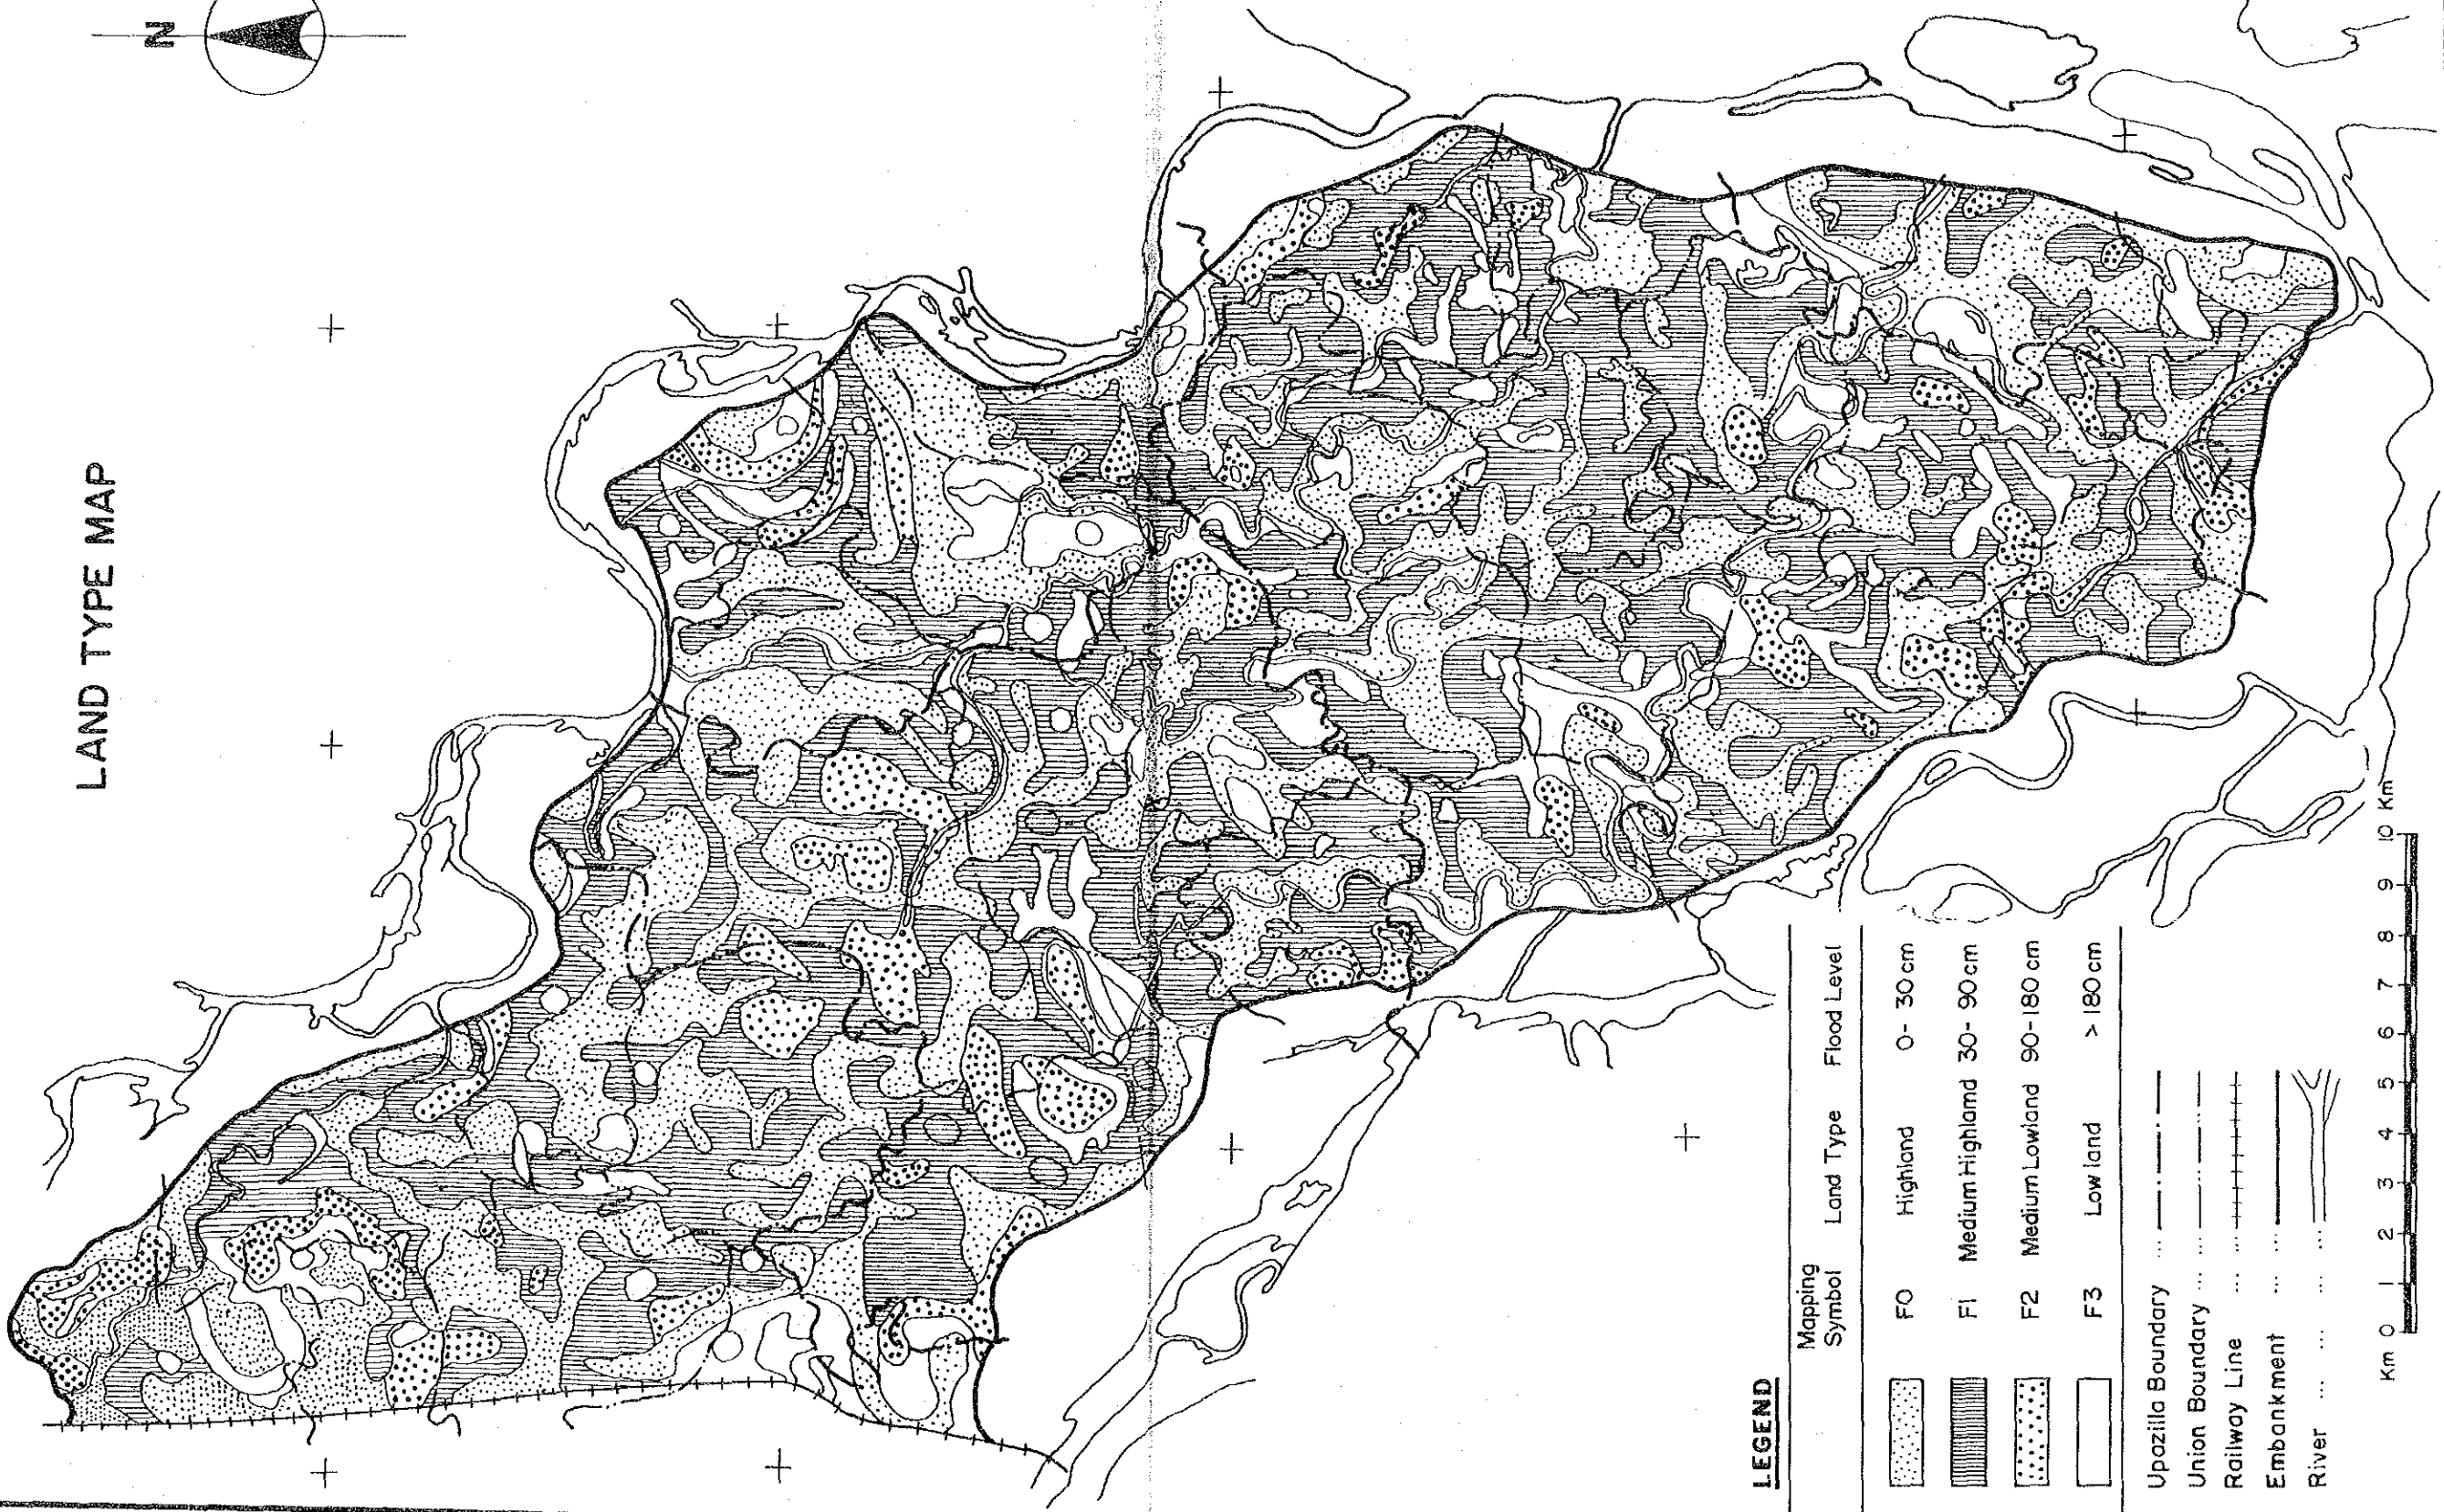 LAND TYPE MAP
N
LEGEND
Mapping Symbol Land Type Flood Level
F0 Highland 0- 30 cm
F1 Medium Highland 30- 90 cm
F2 Medium Lowland 90-180 cm
F3 Low land > 180 cm
Upazilla Boundary ...
Union Boundary ...
Railway Line ...
Embankment ...
River ... ... ...
Km 0 1 2 3 4 5 6 7 8 9 10 Km